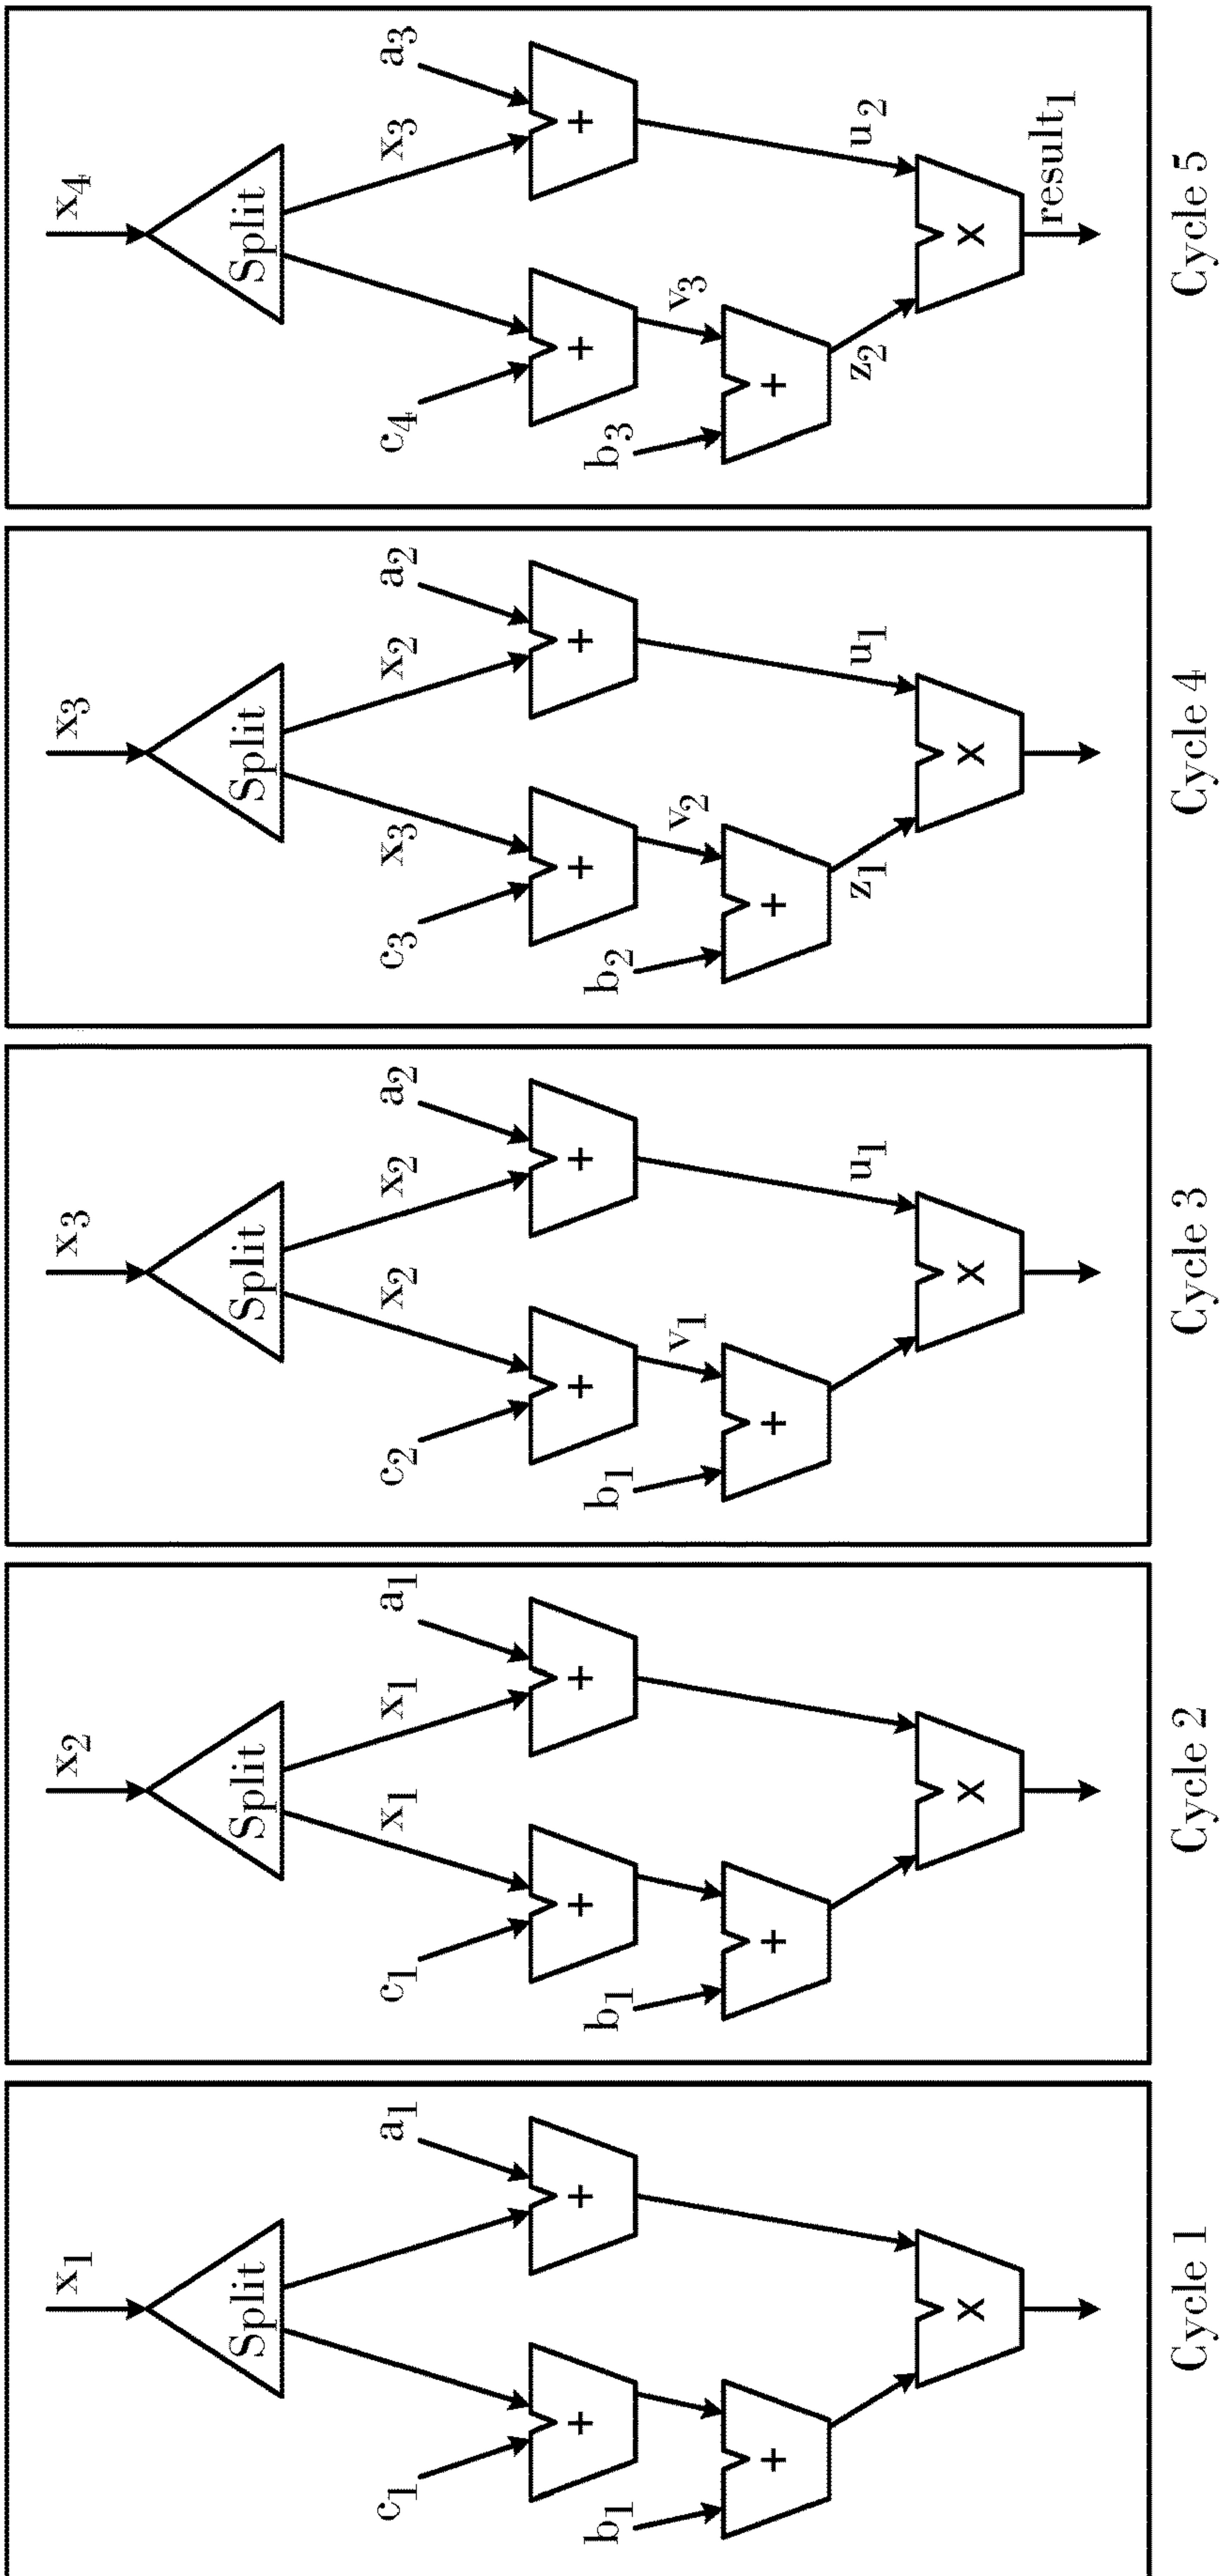 x1
Split
a1
c1
+
+
b1
+
X
Cycle 1
x2
Split
x1
x1
a1
c1
+
+
b1
+
X
Cycle 2
x3
Split
x2
x2
a2
c2
+
+
v1
b1
+
u1
X
Cycle 3
x3
Split
x3
x2
a2
c3
+
+
v2
b2
+
z1
u1
X
Cycle 4
x4
Split
x3
a3
c4
+
+
v3
b3
+
z2
u2
X
result1
Cycle 5